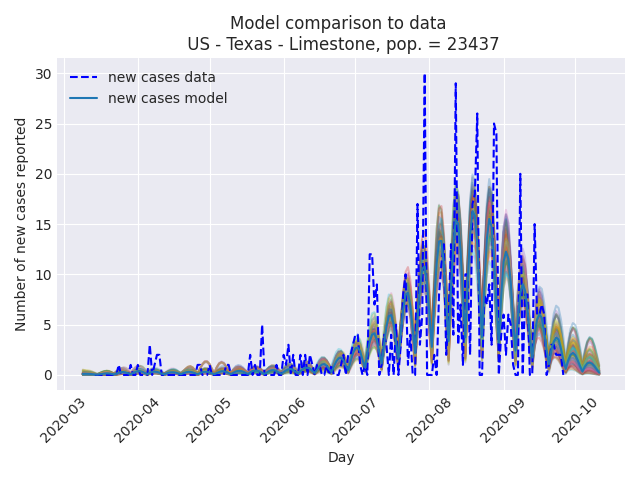 Model comparison to data
US - Texas - Limestone, pop. = 23437
new cases data
new cases model
Number of new cases reported
30
25
20
15
10
5
0
2020-03
2020-04
2020-05
2020-06
2020-07
2020-08
2020-09
2020-10
Day